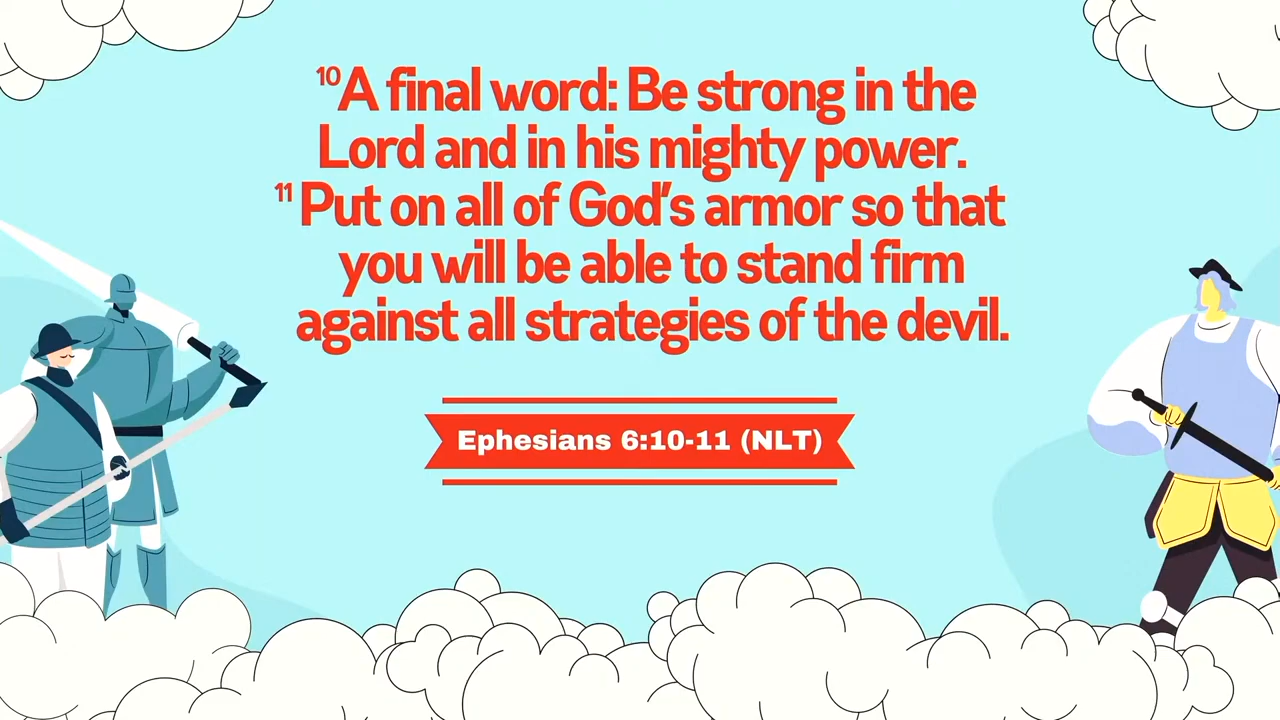 ¹⁰A final word: Be strong in the
Lord and in his mighty power.
¹¹ Put on all of God's armor so that
you will be able to stand firm
against all strategies of the devil.
Ephesians 6:10-11 (NLT)